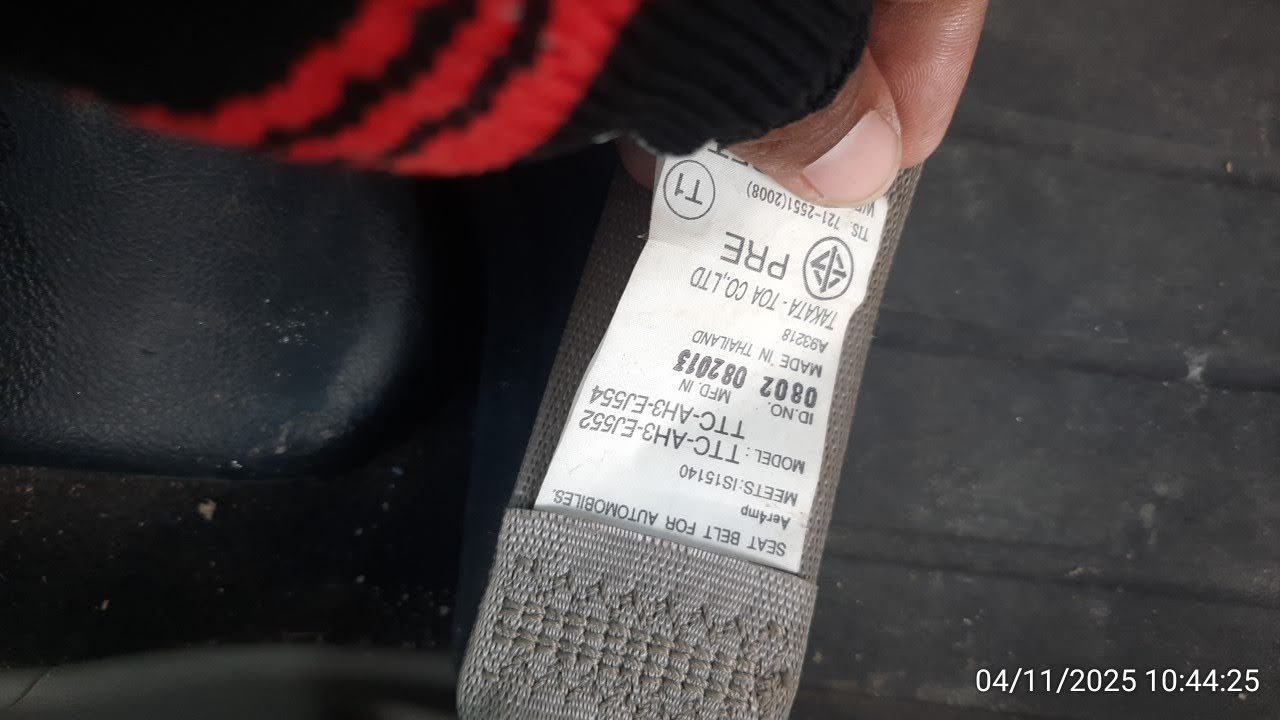 SEAT BELT FOR AUTOMOBILES.
Aer4mp
MEETS:IS15140
MODEL : TTC-AH3-EJ552
TTC-AH3-EJ554
ID.NO. MFD. IN
0802 082013
MADE IN THAILAND
A93218
TAKATA - TOA CO.,LTD
PRE
TIS. 721-2551(2008)
T1
04/11/2025 10:44:25